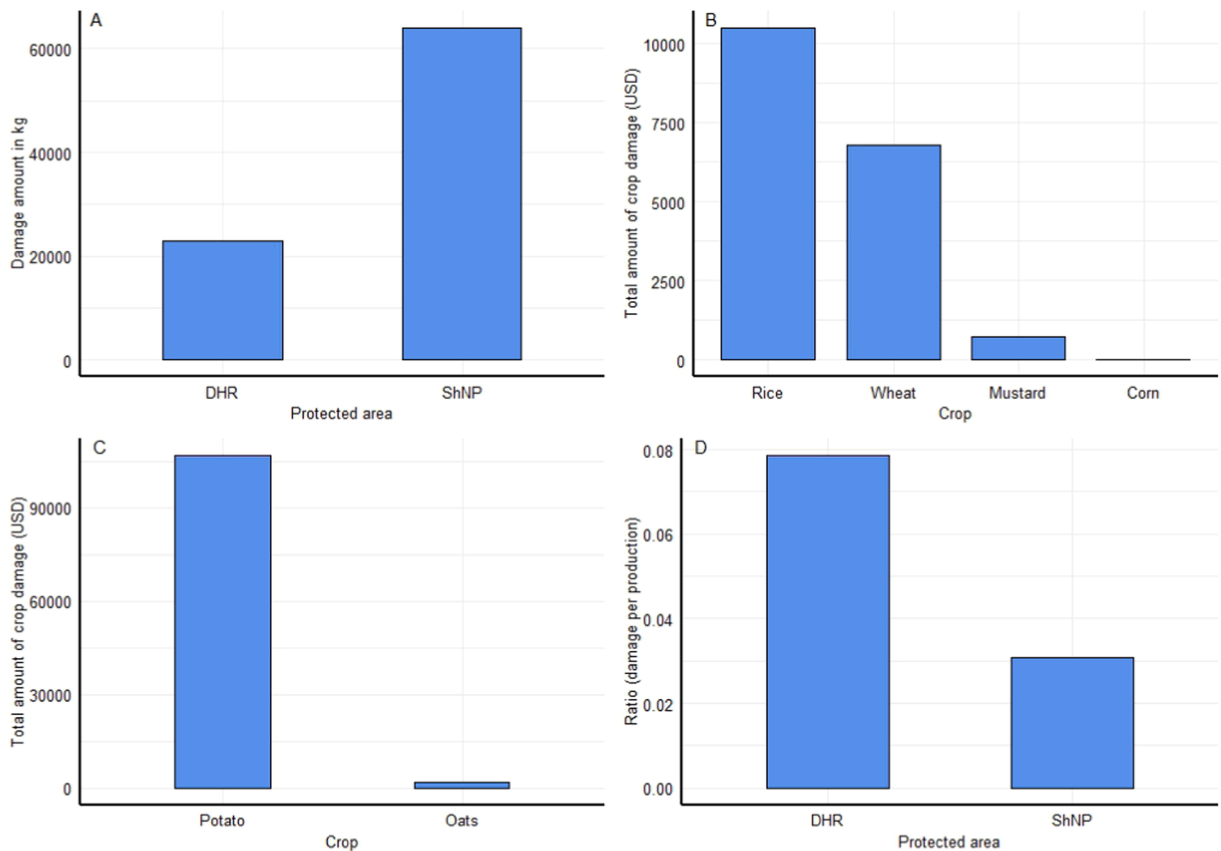 A
Damage amount in kg
60000
40000
20000
0
DHR ShNP
Protected area
B
Total amount of crop damage (USD)
10000
7500
5000
2500
0
Rice Wheat Mustard Corn
Crop
C
Total amount of crop damage (USD)
90000
60000
30000
0
Potato Oats
Crop
D
Ratio (damage per production)
0.08
0.06
0.04
0.02
0.00
DHR ShNP
Protected area